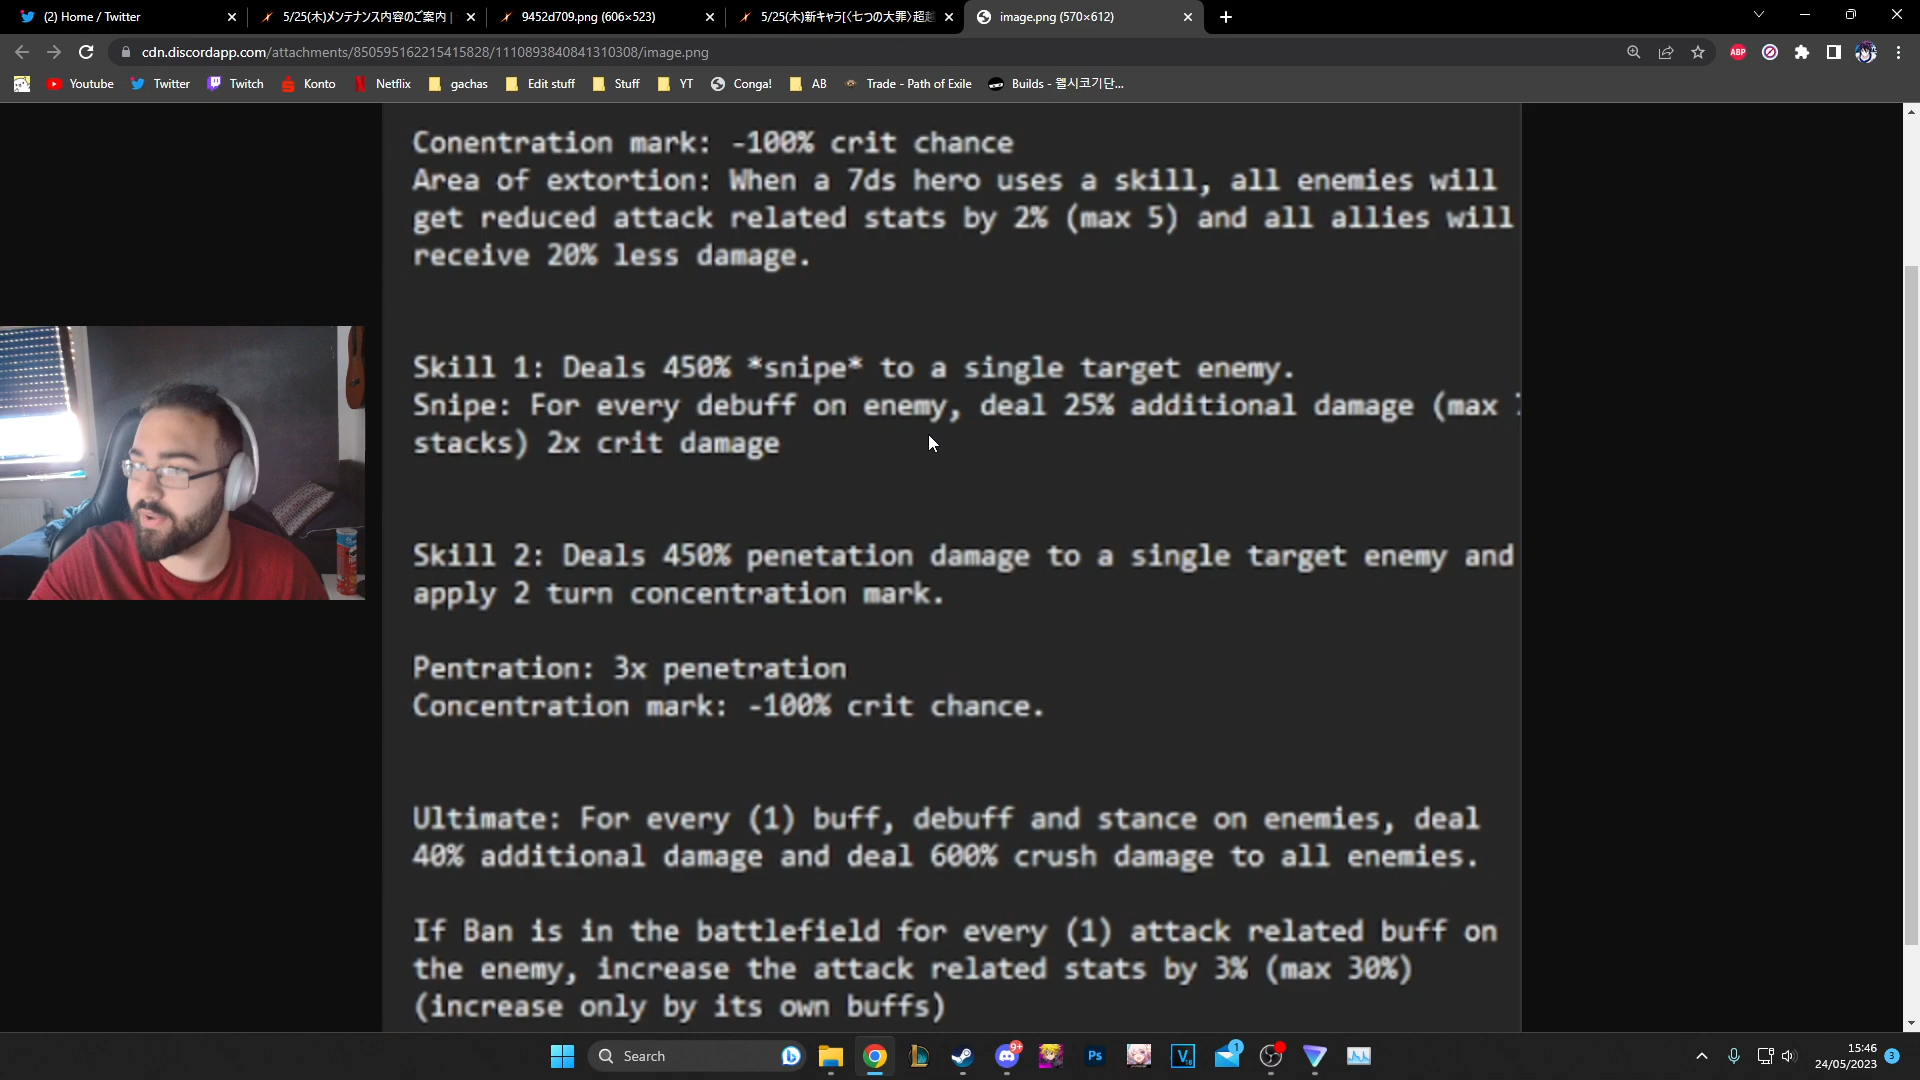 (2) Home / Twitter
5/25(木)メンテナンス内容のご案内 |
9452d709.png (606×523)
5/25(木)新キャラ[〈七つの大罪〉超越
image.png (570×612)
cdn.discordapp.com/attachments/850595162215415828/1110893840841310308/image.png
ABP
Youtube
Twitter
Twitch
Konto
Netflix
gachas
Edit stuff
Stuff
YT
Conga!
AB
Trade - Path of Exile
Builds - 웰시코기단...
Conentration mark: -100% crit chance
Area of extortion: When a 7ds hero uses a skill, all enemies will
get reduced attack related stats by 2% (max 5) and all allies will
receive 20% less damage.
Skill 1: Deals 450% *snipe* to a single target enemy.
Snipe: For every debuff on enemy, deal 25% additional damage (max
stacks) 2x crit damage
Skill 2: Deals 450% penetation damage to a single target enemy and
apply 2 turn concentration mark.
Pentration: 3x penetration
Concentration mark: -100% crit chance.
Ultimate: For every (1) buff, debuff and stance on enemies, deal
40% additional damage and deal 600% crush damage to all enemies.
If Ban is in the battlefield for every (1) attack related buff on
the enemy, increase the attack related stats by 3% (max 30%)
(increase only by its own buffs)
Search
9+
Ps
1
15:46
24/05/2023
3